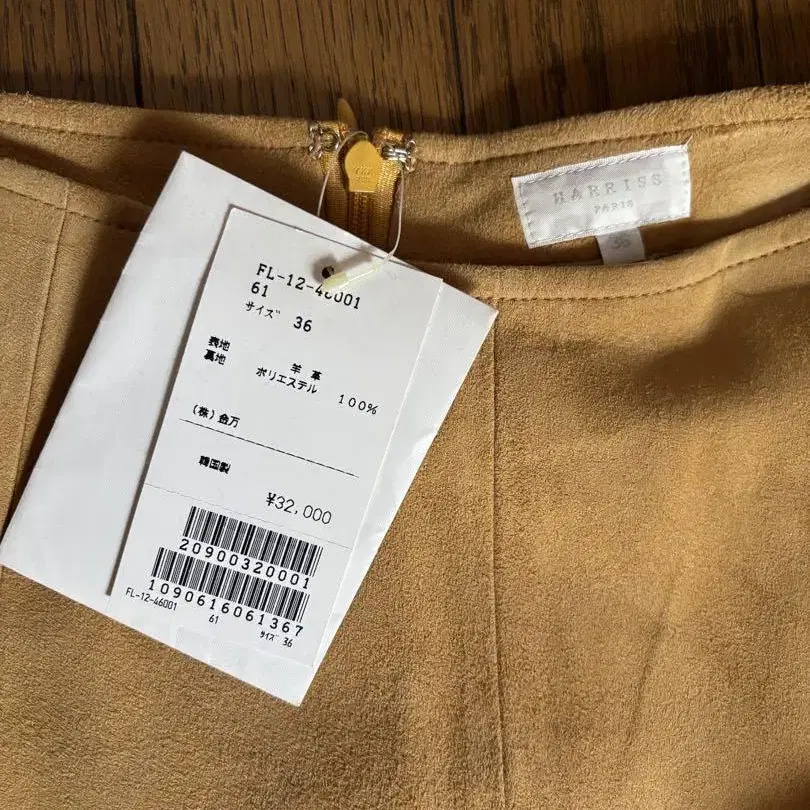 FL-12-46001
61
サイズ 36
表地 羊革
裏地 ポリエステル 100%
(株)金万
韓国製
¥32,000
20900320001
1090616061367
FL-12-46001 61 サイズ 36
HARRISS
PARIS
36